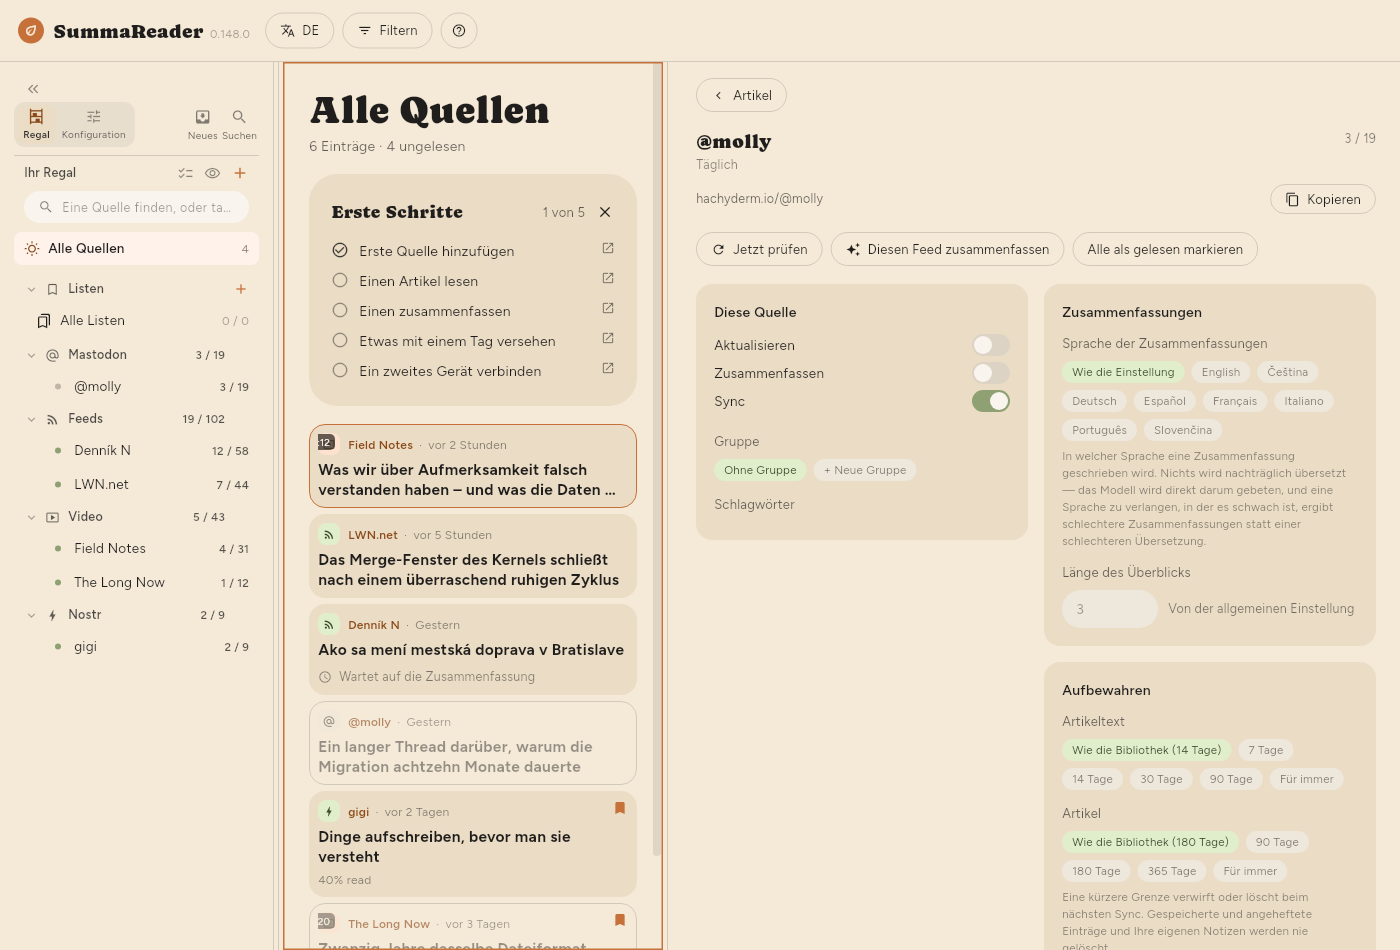 SummaReader 0.148.0
DE
Filtern
Regal
Konfiguration
Neues
Suchen
Ihr Regal
Eine Quelle finden, oder ta...
Alle Quellen 4
Listen
Alle Listen 0 / 0
Mastodon 3 / 19
@molly 3 / 19
Feeds 19 / 102
Denník N 12 / 58
LWN.net 7 / 44
Video 5 / 43
Field Notes 4 / 31
The Long Now 1 / 12
Nostr 2 / 9
gigi 2 / 9
Alle Quellen
6 Einträge · 4 ungelesen
Erste Schritte 1 von 5
Erste Quelle hinzufügen
Einen Artikel lesen
Einen zusammenfassen
Etwas mit einem Tag versehen
Ein zweites Gerät verbinden
:12 Field Notes · vor 2 Stunden
Was wir über Aufmerksamkeit falsch
verstanden haben – und was die Daten ...
LWN.net · vor 5 Stunden
Das Merge-Fenster des Kernels schließt
nach einem überraschend ruhigen Zyklus
Denník N · Gestern
Ako sa mení mestská doprava v Bratislave
Wartet auf die Zusammenfassung
@molly · Gestern
Ein langer Thread darüber, warum die
Migration achtzehn Monate dauerte
gigi · vor 2 Tagen
Dinge aufschreiben, bevor man sie
versteht
40% read
20 The Long Now · vor 3 Tagen
Zwanzig Jahre dasselbe Dateiformat
Artikel
@molly 3 / 19
Täglich
hachyderm.io/@molly
Kopieren
Jetzt prüfen
Diesen Feed zusammenfassen
Alle als gelesen markieren
Diese Quelle
Aktualisieren
Zusammenfassen
Sync
Gruppe
Ohne Gruppe
+ Neue Gruppe
Schlagwörter
Zusammenfassungen
Sprache der Zusammenfassungen
Wie die Einstellung English Čeština
Deutsch Español Français Italiano
Português Slovenčina
In welcher Sprache eine Zusammenfassung
geschrieben wird. Nichts wird nachträglich übersetzt
— das Modell wird direkt darum gebeten, und eine
Sprache zu verlangen, in der es schwach ist, ergibt
schlechtere Zusammenfassungen statt einer
schlechteren Übersetzung.
Länge des Überblicks
3 Von der allgemeinen Einstellung
Aufbewahren
Artikeltext
Wie die Bibliothek (14 Tage) 7 Tage
14 Tage 30 Tage 90 Tage Für immer
Artikel
Wie die Bibliothek (180 Tage) 90 Tage
180 Tage 365 Tage Für immer
Eine kürzere Grenze verwirft oder löscht beim
nächsten Sync. Gespeicherte und angeheftete
Einträge und Ihre eigenen Notizen werden nie
gelöscht.